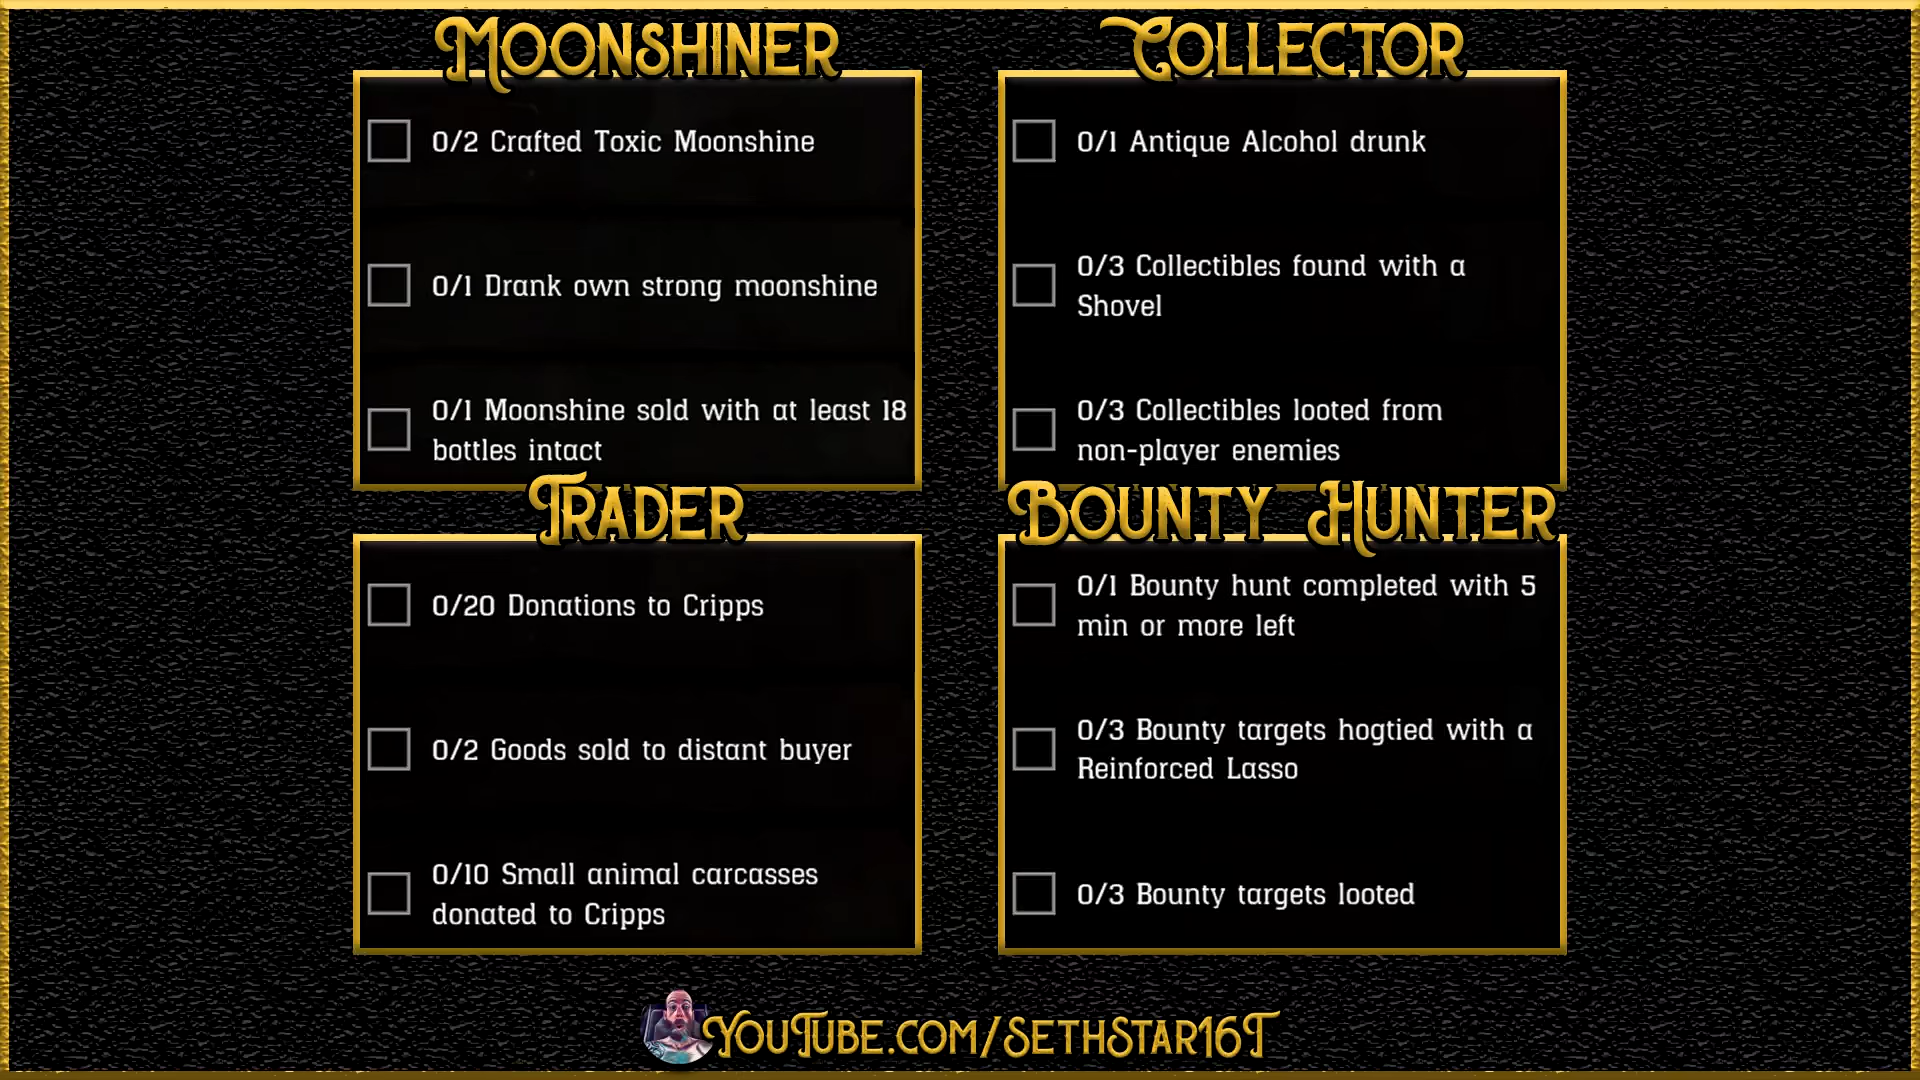 MOONSHINER
0/2 Crafted Toxic Moonshine
0/1 Drank own strong moonshine
0/1 Moonshine sold with at least 18
bottles intact
COLLECTOR
0/1 Antique Alcohol drunk
0/3 Collectibles found with a
Shovel
0/3 Collectibles looted from
non-player enemies
TRADER
0/20 Donations to Cripps
0/2 Goods sold to distant buyer
0/10 Small animal carcasses
donated to Cripps
BOUNTY HUNTER
0/1 Bounty hunt completed with 5
min or more left
0/3 Bounty targets hogtied with a
Reinforced Lasso
0/3 Bounty targets looted
YOUTUBE.COM/SETHSTAR16T